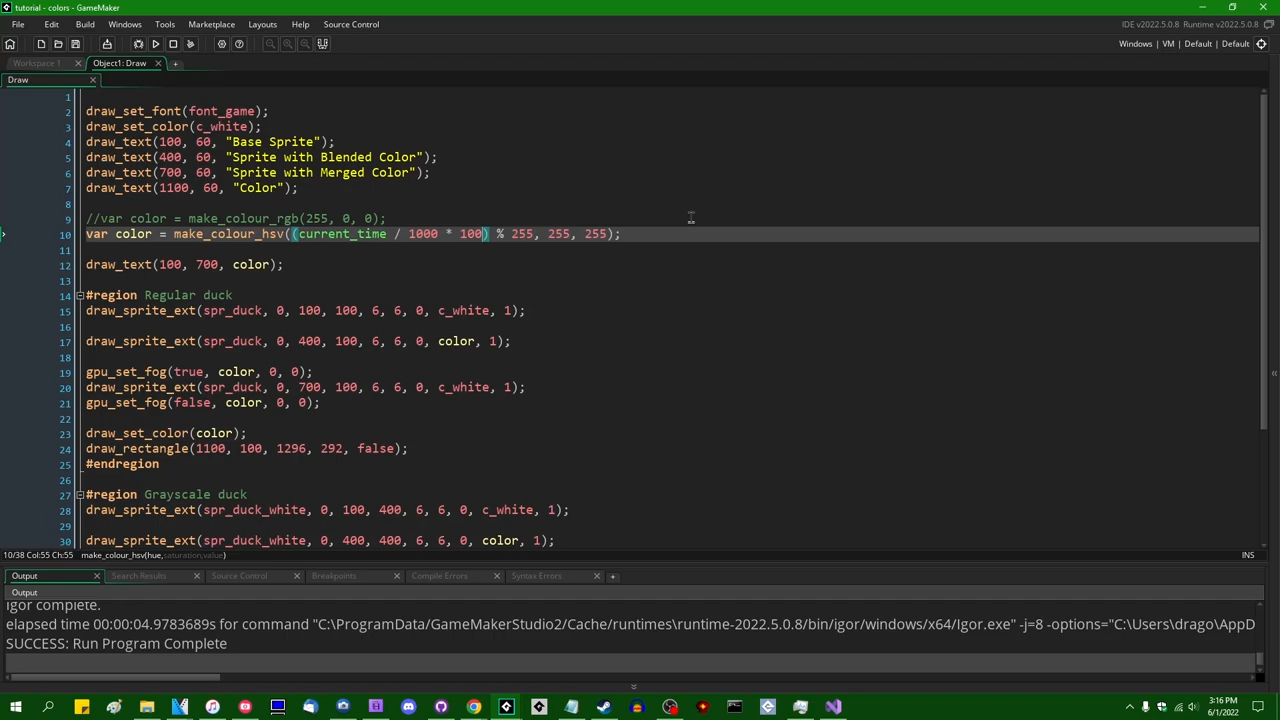 tutorial - colors - GameMaker
File Edit Build Windows Tools Marketplace Layouts Help Source Control
IDE v2022.5.0.8 Runtime v2022.5.0.8
Windows | VM | Default | Default
Workspace 1
Object1: Draw
Draw
1
2 draw_set_font(font_game);
3 draw_set_color(c_white);
4 draw_text(100, 60, "Base Sprite");
5 draw_text(400, 60, "Sprite with Blended Color");
6 draw_text(700, 60, "Sprite with Merged Color");
7 draw_text(1100, 60, "Color");
8
9 //var color = make_colour_rgb(255, 0, 0);
10 var color = make_colour_hsv((current_time / 1000 * 100) % 255, 255, 255);
11
12 draw_text(100, 700, color);
13
14 #region Regular duck
15 draw_sprite_ext(spr_duck, 0, 100, 100, 6, 6, 0, c_white, 1);
16
17 draw_sprite_ext(spr_duck, 0, 400, 100, 6, 6, 0, color, 1);
18
19 gpu_set_fog(true, color, 0, 0);
20 draw_sprite_ext(spr_duck, 0, 700, 100, 6, 6, 0, c_white, 1);
21 gpu_set_fog(false, color, 0, 0);
22
23 draw_set_color(color);
24 draw_rectangle(1100, 100, 1296, 292, false);
25 #endregion
26
27 #region Grayscale duck
28 draw_sprite_ext(spr_duck_white, 0, 100, 400, 6, 6, 0, c_white, 1);
29
30 draw_sprite_ext(spr_duck_white, 0, 400, 400, 6, 6, 0, color, 1);
10/38 Col:55 Ch:55 make_colour_hsv(hue,saturation,value)
INS
Output Search Results Source Control Breakpoints Compile Errors Syntax Errors
Output
Igor complete.
elapsed time 00:00:04.9783689s for command "C:\ProgramData/GameMakerStudio2/Cache/runtimes\runtime-2022.5.0.8/bin/igor/windows/x64/Igor.exe" -j=8 -options="C:\Users\drago\AppD
SUCCESS: Run Program Complete
3:16 PM
6/1/2022